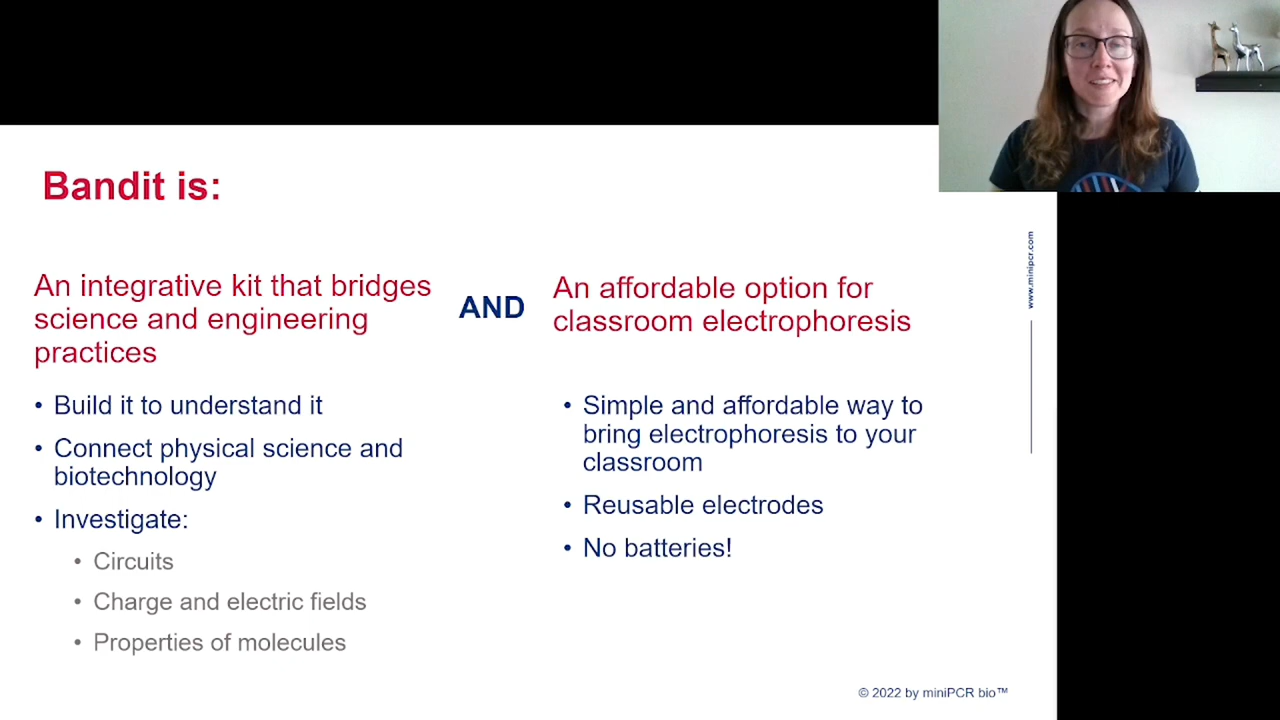 Bandit is:
An integrative kit that bridges
science and engineering
practices
• Build it to understand it
• Connect physical science and
biotechnology
• Investigate:
• Circuits
• Charge and electric fields
• Properties of molecules
AND
An affordable option for
classroom electrophoresis
• Simple and affordable way to
bring electrophoresis to your
classroom
• Reusable electrodes
• No batteries!
www.minipcr.com
© 2022 by miniPCR bio™